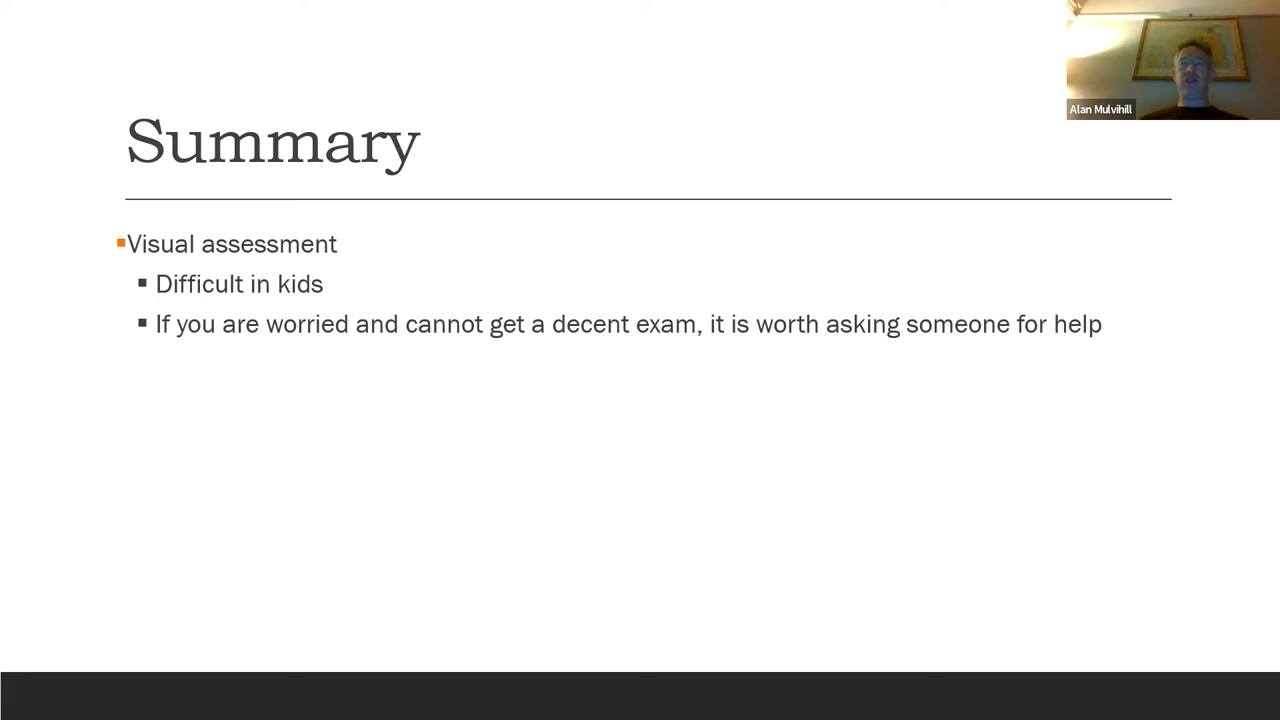 Alan Mulvihill
Summary
Visual assessment
Difficult in kids
If you are worried and cannot get a decent exam, it is worth asking someone for help